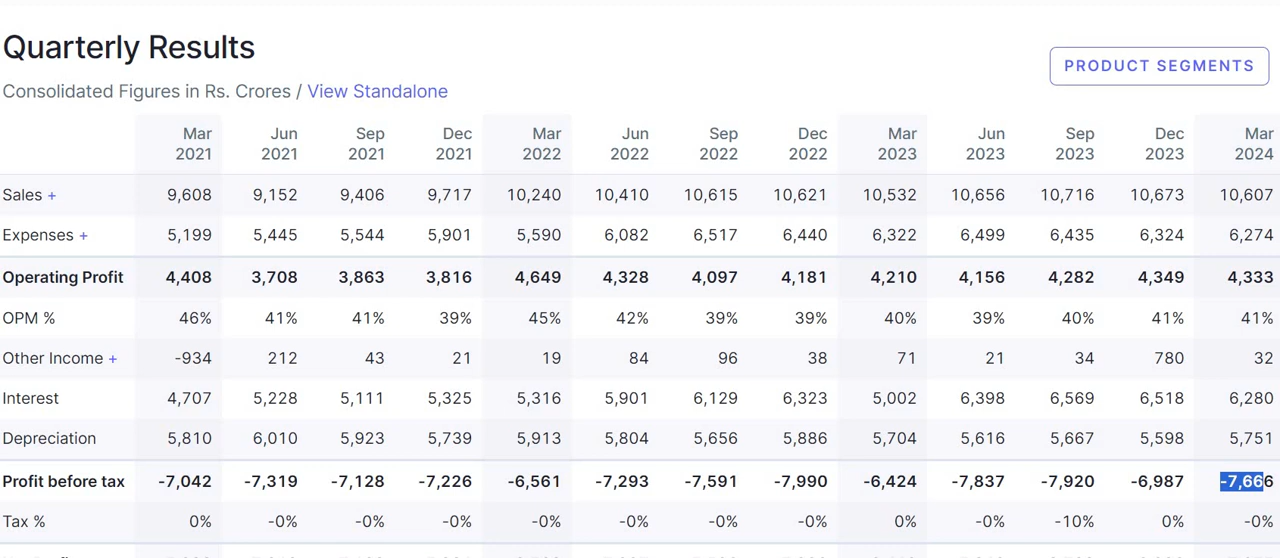 Quarterly Results
PRODUCT SEGMENTS
Consolidated Figures in Rs. Crores / View Standalone
Mar 2021 Jun 2021 Sep 2021 Dec 2021 Mar 2022 Jun 2022 Sep 2022 Dec 2022 Mar 2023 Jun 2023 Sep 2023 Dec 2023 Mar 2024
Sales + 9,608 9,152 9,406 9,717 10,240 10,410 10,615 10,621 10,532 10,656 10,716 10,673 10,607
Expenses + 5,199 5,445 5,544 5,901 5,590 6,082 6,517 6,440 6,322 6,499 6,435 6,324 6,274
Operating Profit 4,408 3,708 3,863 3,816 4,649 4,328 4,097 4,181 4,210 4,156 4,282 4,349 4,333
OPM % 46% 41% 41% 39% 45% 42% 39% 39% 40% 39% 40% 41% 41%
Other Income + -934 212 43 21 19 84 96 38 71 21 34 780 32
Interest 4,707 5,228 5,111 5,325 5,316 5,901 6,129 6,323 5,002 6,398 6,569 6,518 6,280
Depreciation 5,810 6,010 5,923 5,739 5,913 5,804 5,656 5,886 5,704 5,616 5,667 5,598 5,751
Profit before tax -7,042 -7,319 -7,128 -7,226 -6,561 -7,293 -7,591 -7,990 -6,424 -7,837 -7,920 -6,987 -7,666
Tax % 0% -0% -0% -0% -0% -0% -0% -0% 0% -0% -10% 0% -0%